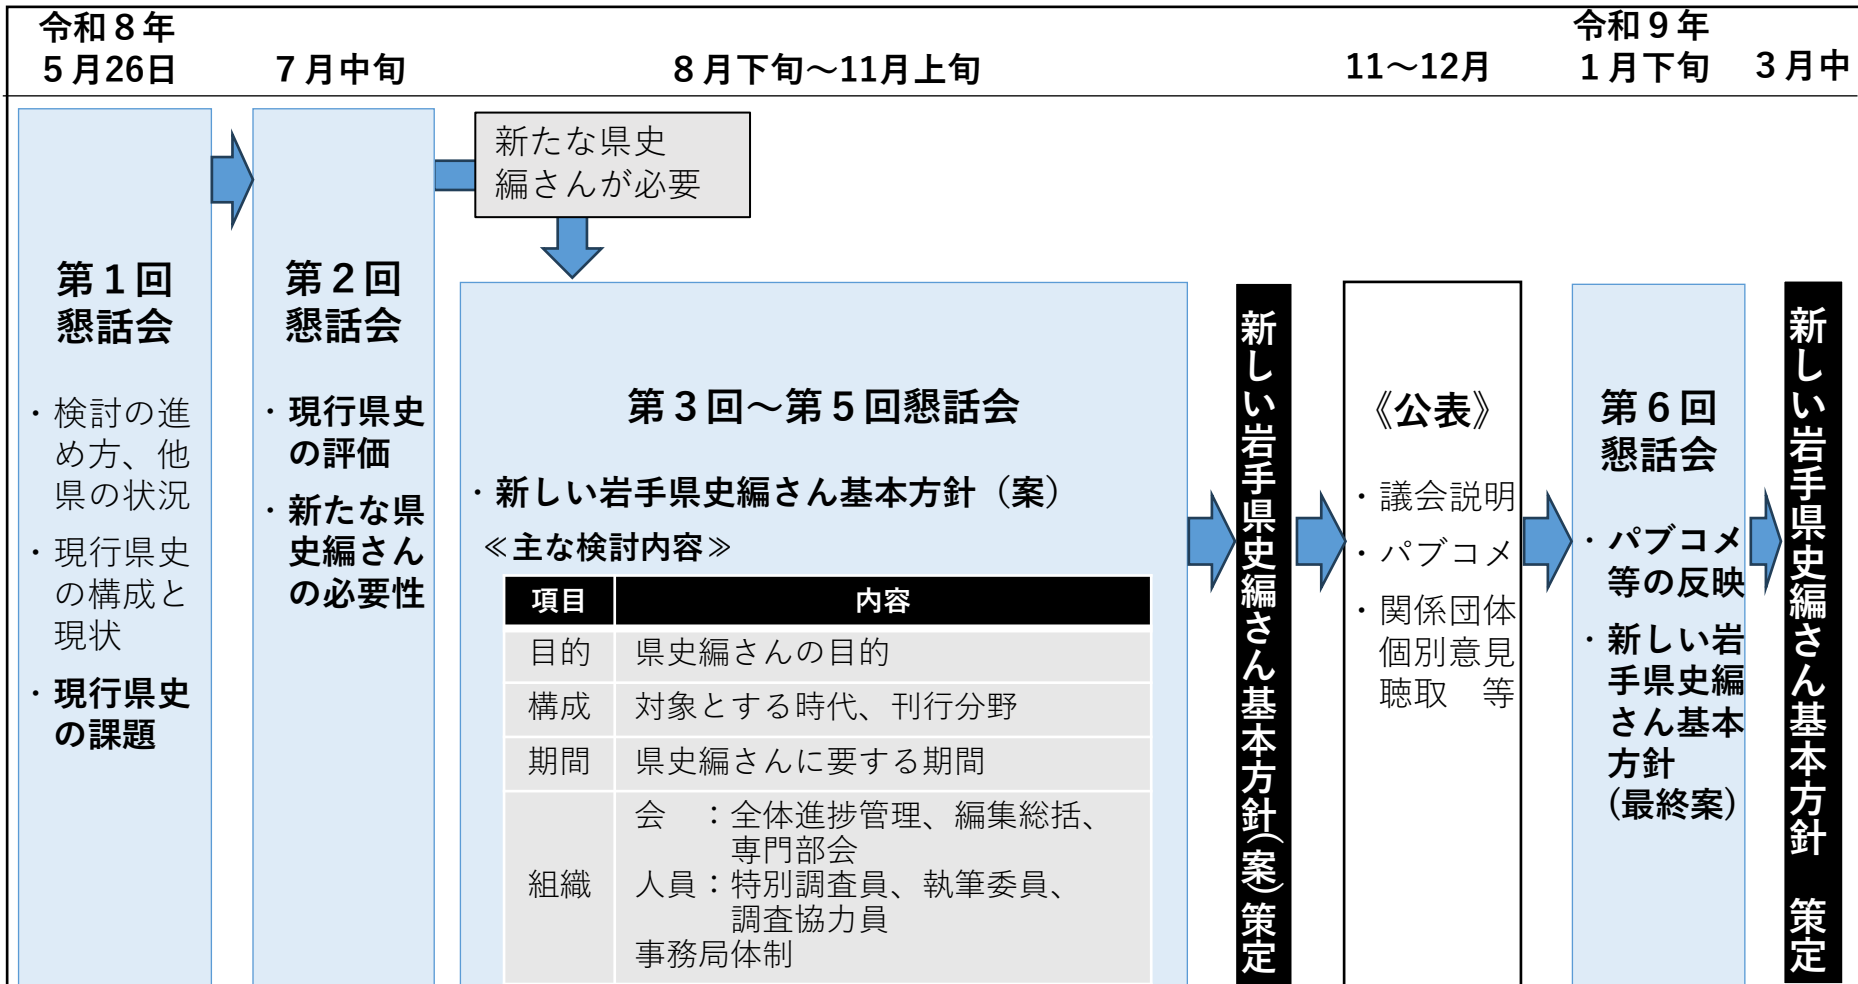 令和８年
５月26日
７月中旬
８月下旬～11月上旬
11～12月
令和９年
１月下旬
３月中
第１回
懇話会
・検討の進
め方、他
県の状況
・現行県史
の構成と
現状
・現行県史
の課題
第２回
懇話会
・現行県史
の評価
・新たな県
史編さん
の必要性
新たな県史
編さんが必要
第３回～第５回懇話会
・新しい岩手県史編さん基本方針（案）
≪主な検討内容≫
項目 内容
目的 県史編さんの目的
構成 対象とする時代、刊行分野
期間 県史編さんに要する期間
組織
会　：全体進捗管理、編集総括、
専門部会
人員：特別調査員、執筆委員、
調査協力員
事務局体制
新しい岩手県史編さん基本方針（案）策定
《公表》
・議会説明
・パブコメ
・関係団体
個別意見
聴取　等
第６回
懇話会
・パブコメ
等の反映
・新しい岩
手県史編
さん基本
方針
（最終案）
新しい岩手県史編さん基本方針　策定